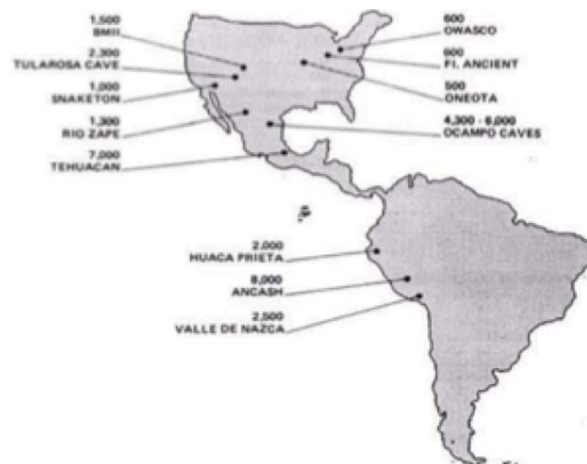 1,500
BMII
2,300
TULAROSA CAVE
1,000
SNAKETON
1,300
RIO ZAPE
7,000
TEHUACAN
600
OWASCO
600
FI. ANCIENT
500
ONEOTA
4,300 - 6,000
OCAMPO CAVES
2,000
HUACA PRIETA
8,000
ANCASH
2,500
VALLE DE NAZCA